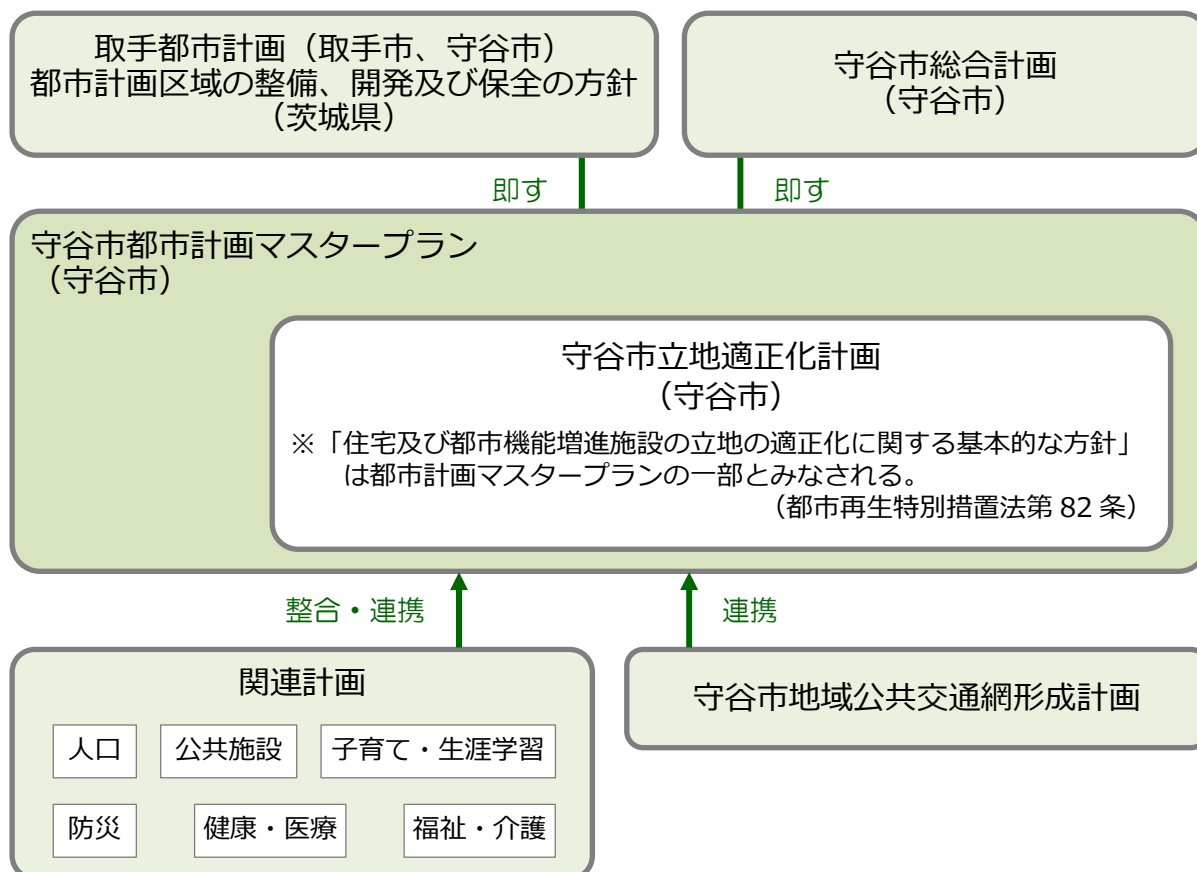 取手都市計画（取手市、守谷市）
都市計画区域の整備、開発及び保全の方針
（茨城県）
守谷市総合計画
（守谷市）
即す
即す
守谷市都市計画マスタープラン
（守谷市）
守谷市立地適正化計画
（守谷市）
※「住宅及び都市機能増進施設の立地の適正化に関する基本的な方針」
は都市計画マスタープランの一部とみなされる。
（都市再生特別措置法第 82 条）
整合・連携
連携
関連計画
人口
公共施設
子育て・生涯学習
防災
健康・医療
福祉・介護
守谷市地域公共交通網形成計画